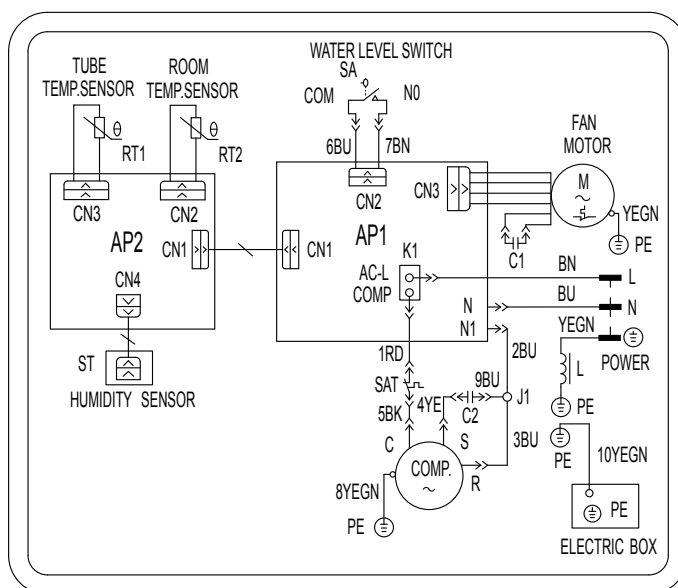 WATER LEVEL SWITCH
SA
COM
N0
TUBE
TEMP.SENSOR
ROOM
TEMP.SENSOR
θ
RT1
θ
RT2
6BU
7BN
FAN
MOTOR
CN3
CN2
CN2
CN3
M
~
YEGN
PE
AP2
CN1
CN1
AP1
C1
CN4
K1
AC-L
COMP
BN
L
N
BU
N
N1
YEGN
POWER
ST
HUMIDITY SENSOR
1RD
2BU
L
SAT
4YE
9BU
C2
J1
PE
5BK
C
S
3BU
PE
10YEGN
COMP.
~
R
8YEGN
PE
PE
ELECTRIC BOX